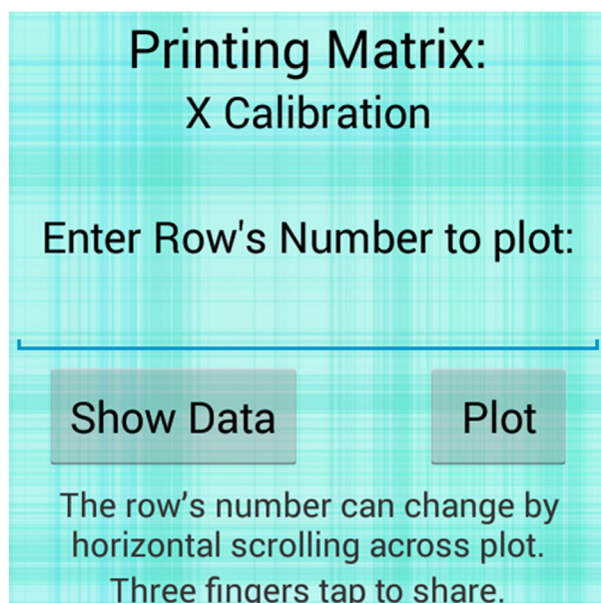 Printing Matrix:
X Calibration
Enter Row's Number to plot:
Show Data
Plot
The row's number can change by
horizontal scrolling across plot.
Three fingers tap to share.